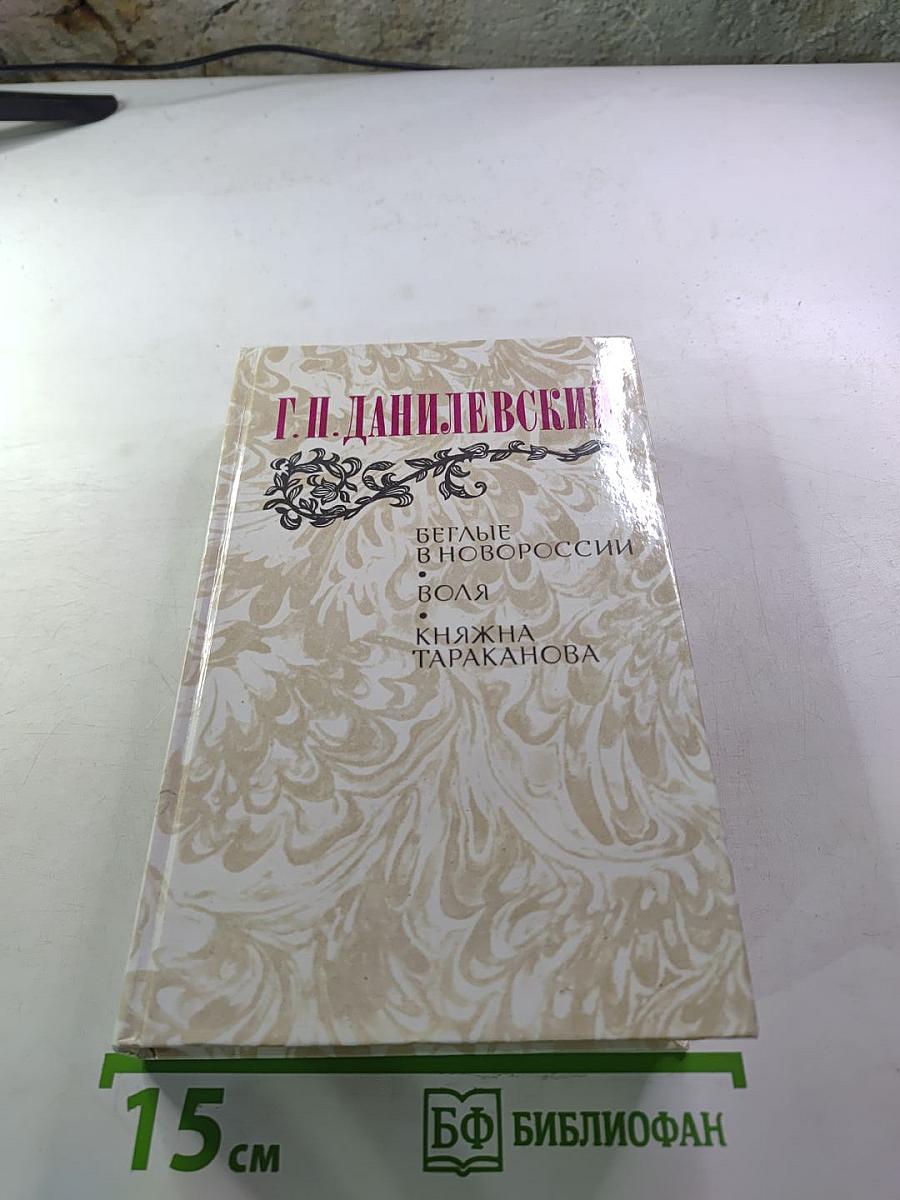 Г.П.ДАНИЛЕВСКИЙ
БЕГЛЫЕ
В НОВОРОССИИ
•
ВОЛЯ
•
КНЯЖНА
ТАРАКАНОВА
15 см
БФ БИБЛИОФАН